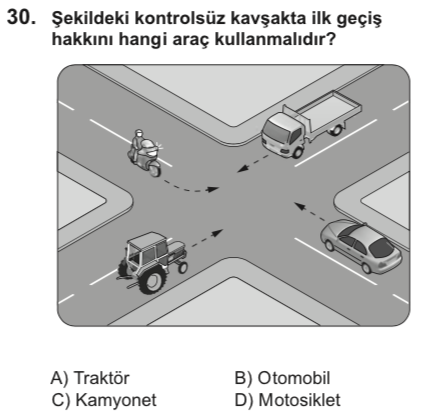 30. Şekildeki kontrolsüz kavşakta ilk geçiş
hakkını hangi araç kullanmalıdır?
A) Traktör B) Otomobil
C) Kamyonet D) Motosiklet